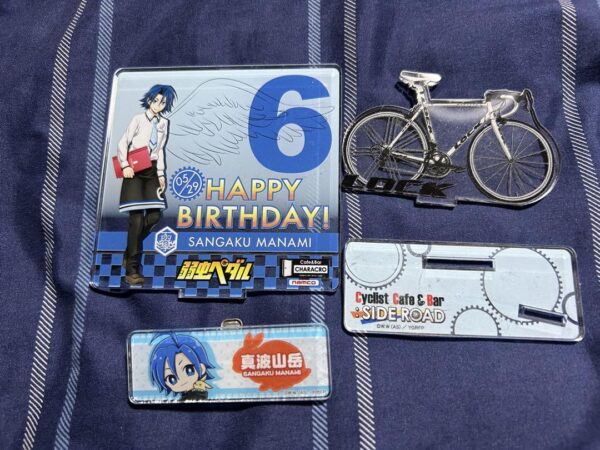 6
05/29
HAPPY
BIRTHDAY!
SANGAKU MANAMI
弱虫ペダル
Cafe&Bar
CHARACRO
namco
LOCK
Cyclist Cafe & Bar
SIDE-ROAD
真波山岳
SANGAKU MANAMI